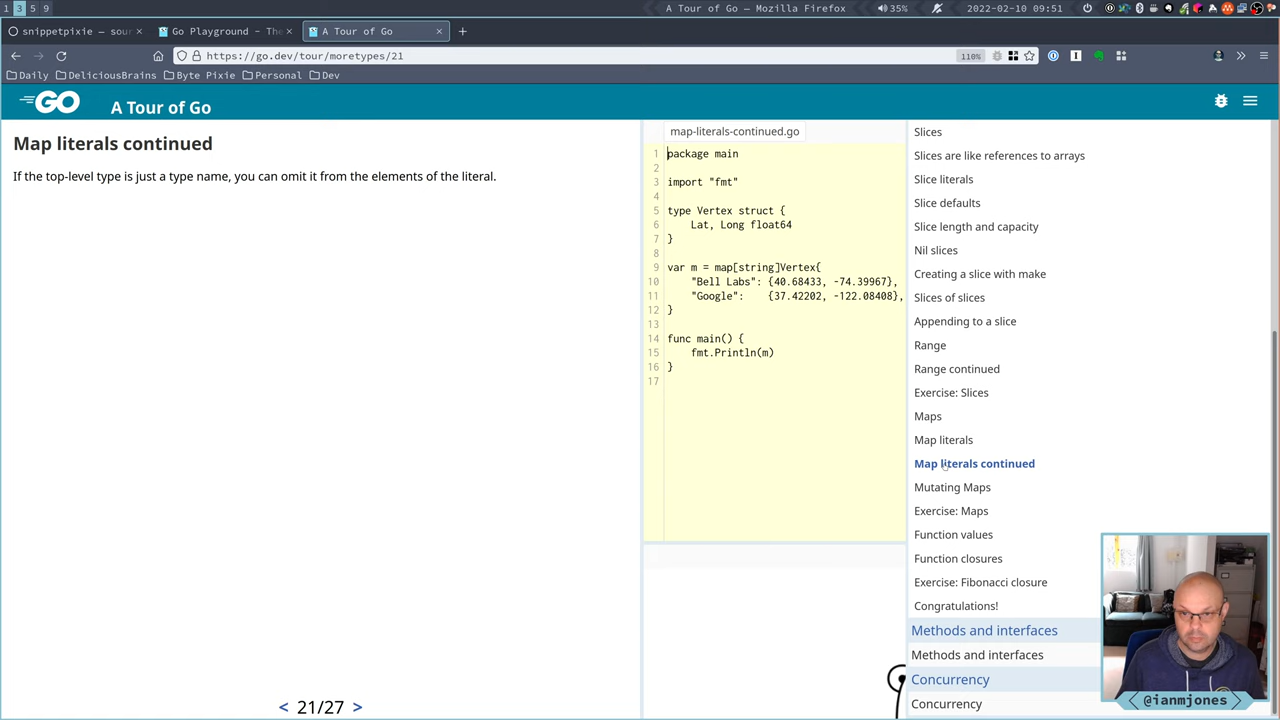 1 3 5 9
A Tour of Go — Mozilla Firefox
35%
2022-02-10 09:51
snippetpixie — sour
Go Playground - The
A Tour of Go
https://go.dev/tour/moretypes/21
110%
Daily
DeliciousBrains
Byte Pixie
Personal
Dev
GO
A Tour of Go
Map literals continued
If the top-level type is just a type name, you can omit it from the elements of the literal.
21/27
map-literals-continued.go
1 package main
2
3 import "fmt"
4
5 type Vertex struct {
6 Lat, Long float64
7 }
8
9 var m = map[string]Vertex{
10 "Bell Labs": {40.68433, -74.39967},
11 "Google": {37.42202, -122.08408},
12 }
13
14 func main() {
15 fmt.Println(m)
16 }
17
Slices
Slices are like references to arrays
Slice literals
Slice defaults
Slice length and capacity
Nil slices
Creating a slice with make
Slices of slices
Appending to a slice
Range
Range continued
Exercise: Slices
Maps
Map literals
Map literals continued
Mutating Maps
Exercise: Maps
Function values
Function closures
Exercise: Fibonacci closure
Congratulations!
Methods and interfaces
Methods and interfaces
Concurrency
Concurrency
@ianmjones